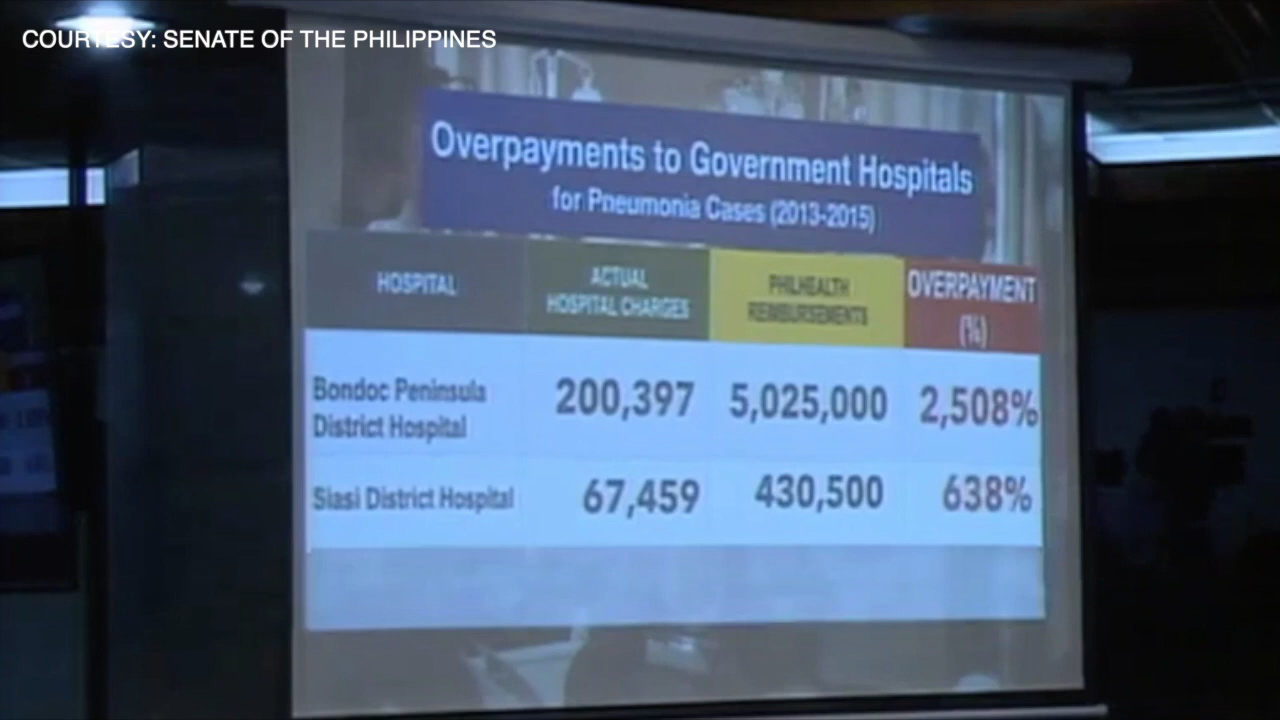 COURTESY: SENATE OF THE PHILIPPINES
Overpayments to Government Hospitals
for Pneumonia Cases (2013-2015)
HOSPITAL
ACTUAL
HOSPITAL CHARGES
PHILHEALTH
REIMBURSEMENTS
OVERPAYMENT
(%)
Bondoc Peninsula
District Hospital
200,397
5,025,000
2,508%
Siasi District Hospital
67,459
430,500
638%